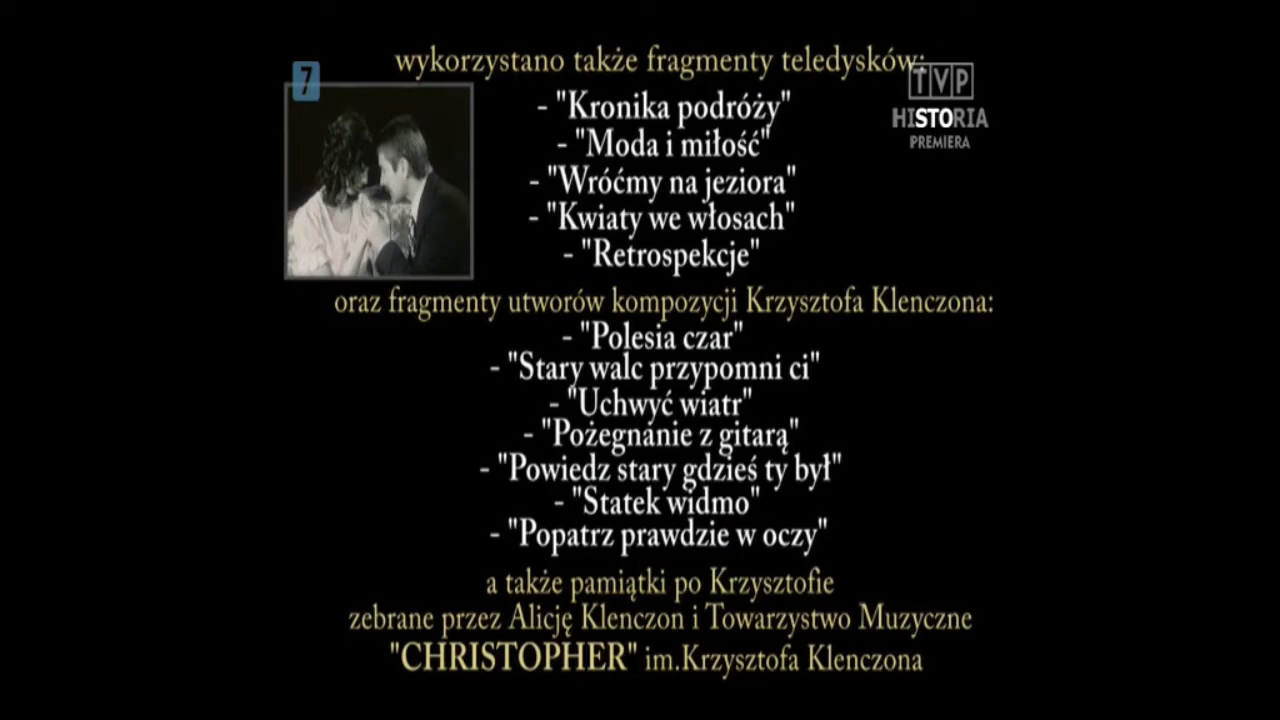 wykorzystano także fragmenty teledysków:
7
TVP
HISTORIA
PREMIERA
- "Kronika podróży"
- "Moda i miłość"
- "Wróćmy na jeziora"
- "Kwiaty we włosach"
- "Retrospekcje"
oraz fragmenty utworów kompozycji Krzysztofa Klenczona:
- "Polesia czar"
- "Stary walc przypomni ci"
- "Uchwyć wiatr"
- "Pożegnanie z gitarą"
- "Powiedz stary gdzieś ty był"
- "Statek widmo"
- "Popatrz prawdzie w oczy"
a także pamiątki po Krzysztofie
zebrane przez Alicję Klenczon i Towarzystwo Muzyczne
"CHRISTOPHER" im.Krzysztofa Klenczona